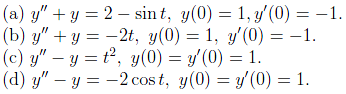 (a) y″ + y = 2 − sin t, y(0) = 1, y′(0) = −1.
(b) y″ + y = −2t, y(0) = 1, y′(0) = −1.
(c) y″ − y = t², y(0) = y′(0) = 1.
(d) y″ − y = −2 cos t, y(0) = y′(0) = 1.